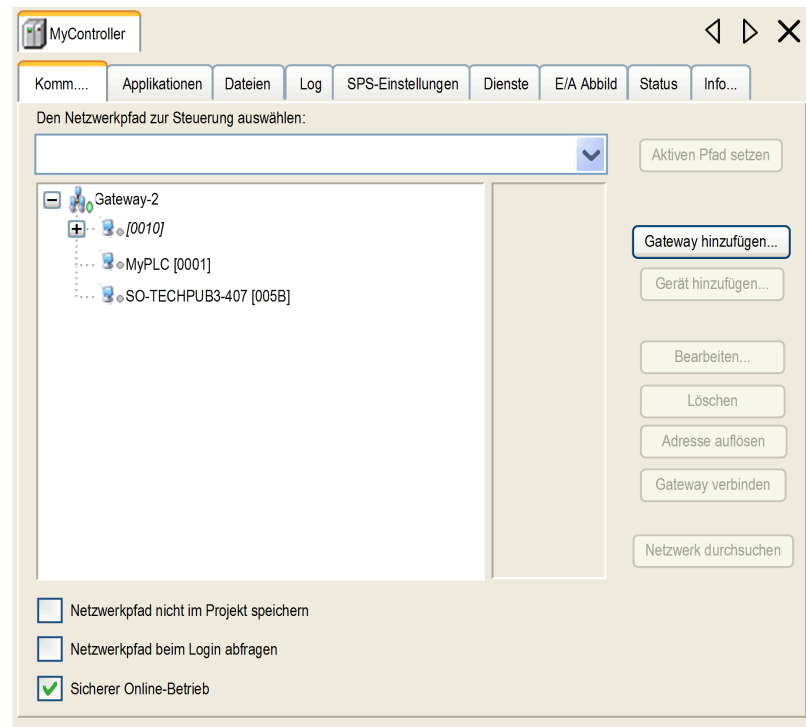 MyController
Komm.... Applikationen Dateien Log SPS-Einstellungen Dienste E/A Abbild Status Info...
Den Netzwerkpfad zur Steuerung auswählen:
Aktiven Pfad setzen
Gateway-2
[0010]
MyPLC [0001]
SO-TECHPUB3-407 [005B]
Gateway hinzufügen...
Gerät hinzufügen...
Bearbeiten...
Löschen
Adresse auflösen
Gateway verbinden
Netzwerk durchsuchen
Netzwerkpfad nicht im Projekt speichern
Netzwerkpfad beim Login abfragen
Sicherer Online-Betrieb